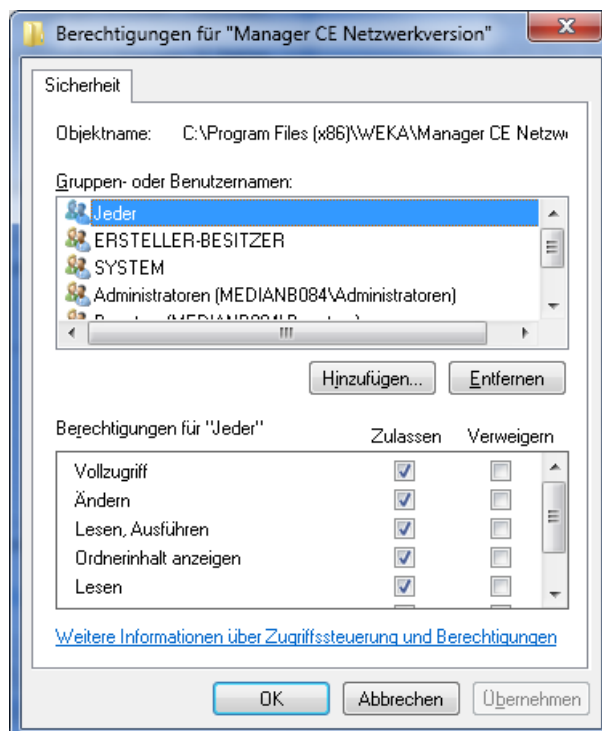 Berechtigungen für "Manager CE Netzwerkversion"
Sicherheit
Objektname: C:\Program Files (x86)\WEKA\Manager CE Netzw
Gruppen- oder Benutzernamen:
Jeder
ERSTELLER-BESITZER
SYSTEM
Administratoren (MEDIANB084\Administratoren)
Hinzufügen... Entfernen
Berechtigungen für "Jeder" Zulassen Verweigern
Vollzugriff
Ändern
Lesen, Ausführen
Ordnerinhalt anzeigen
Lesen
Weitere Informationen über Zugriffssteuerung und Berechtigungen
OK Abbrechen Übernehmen